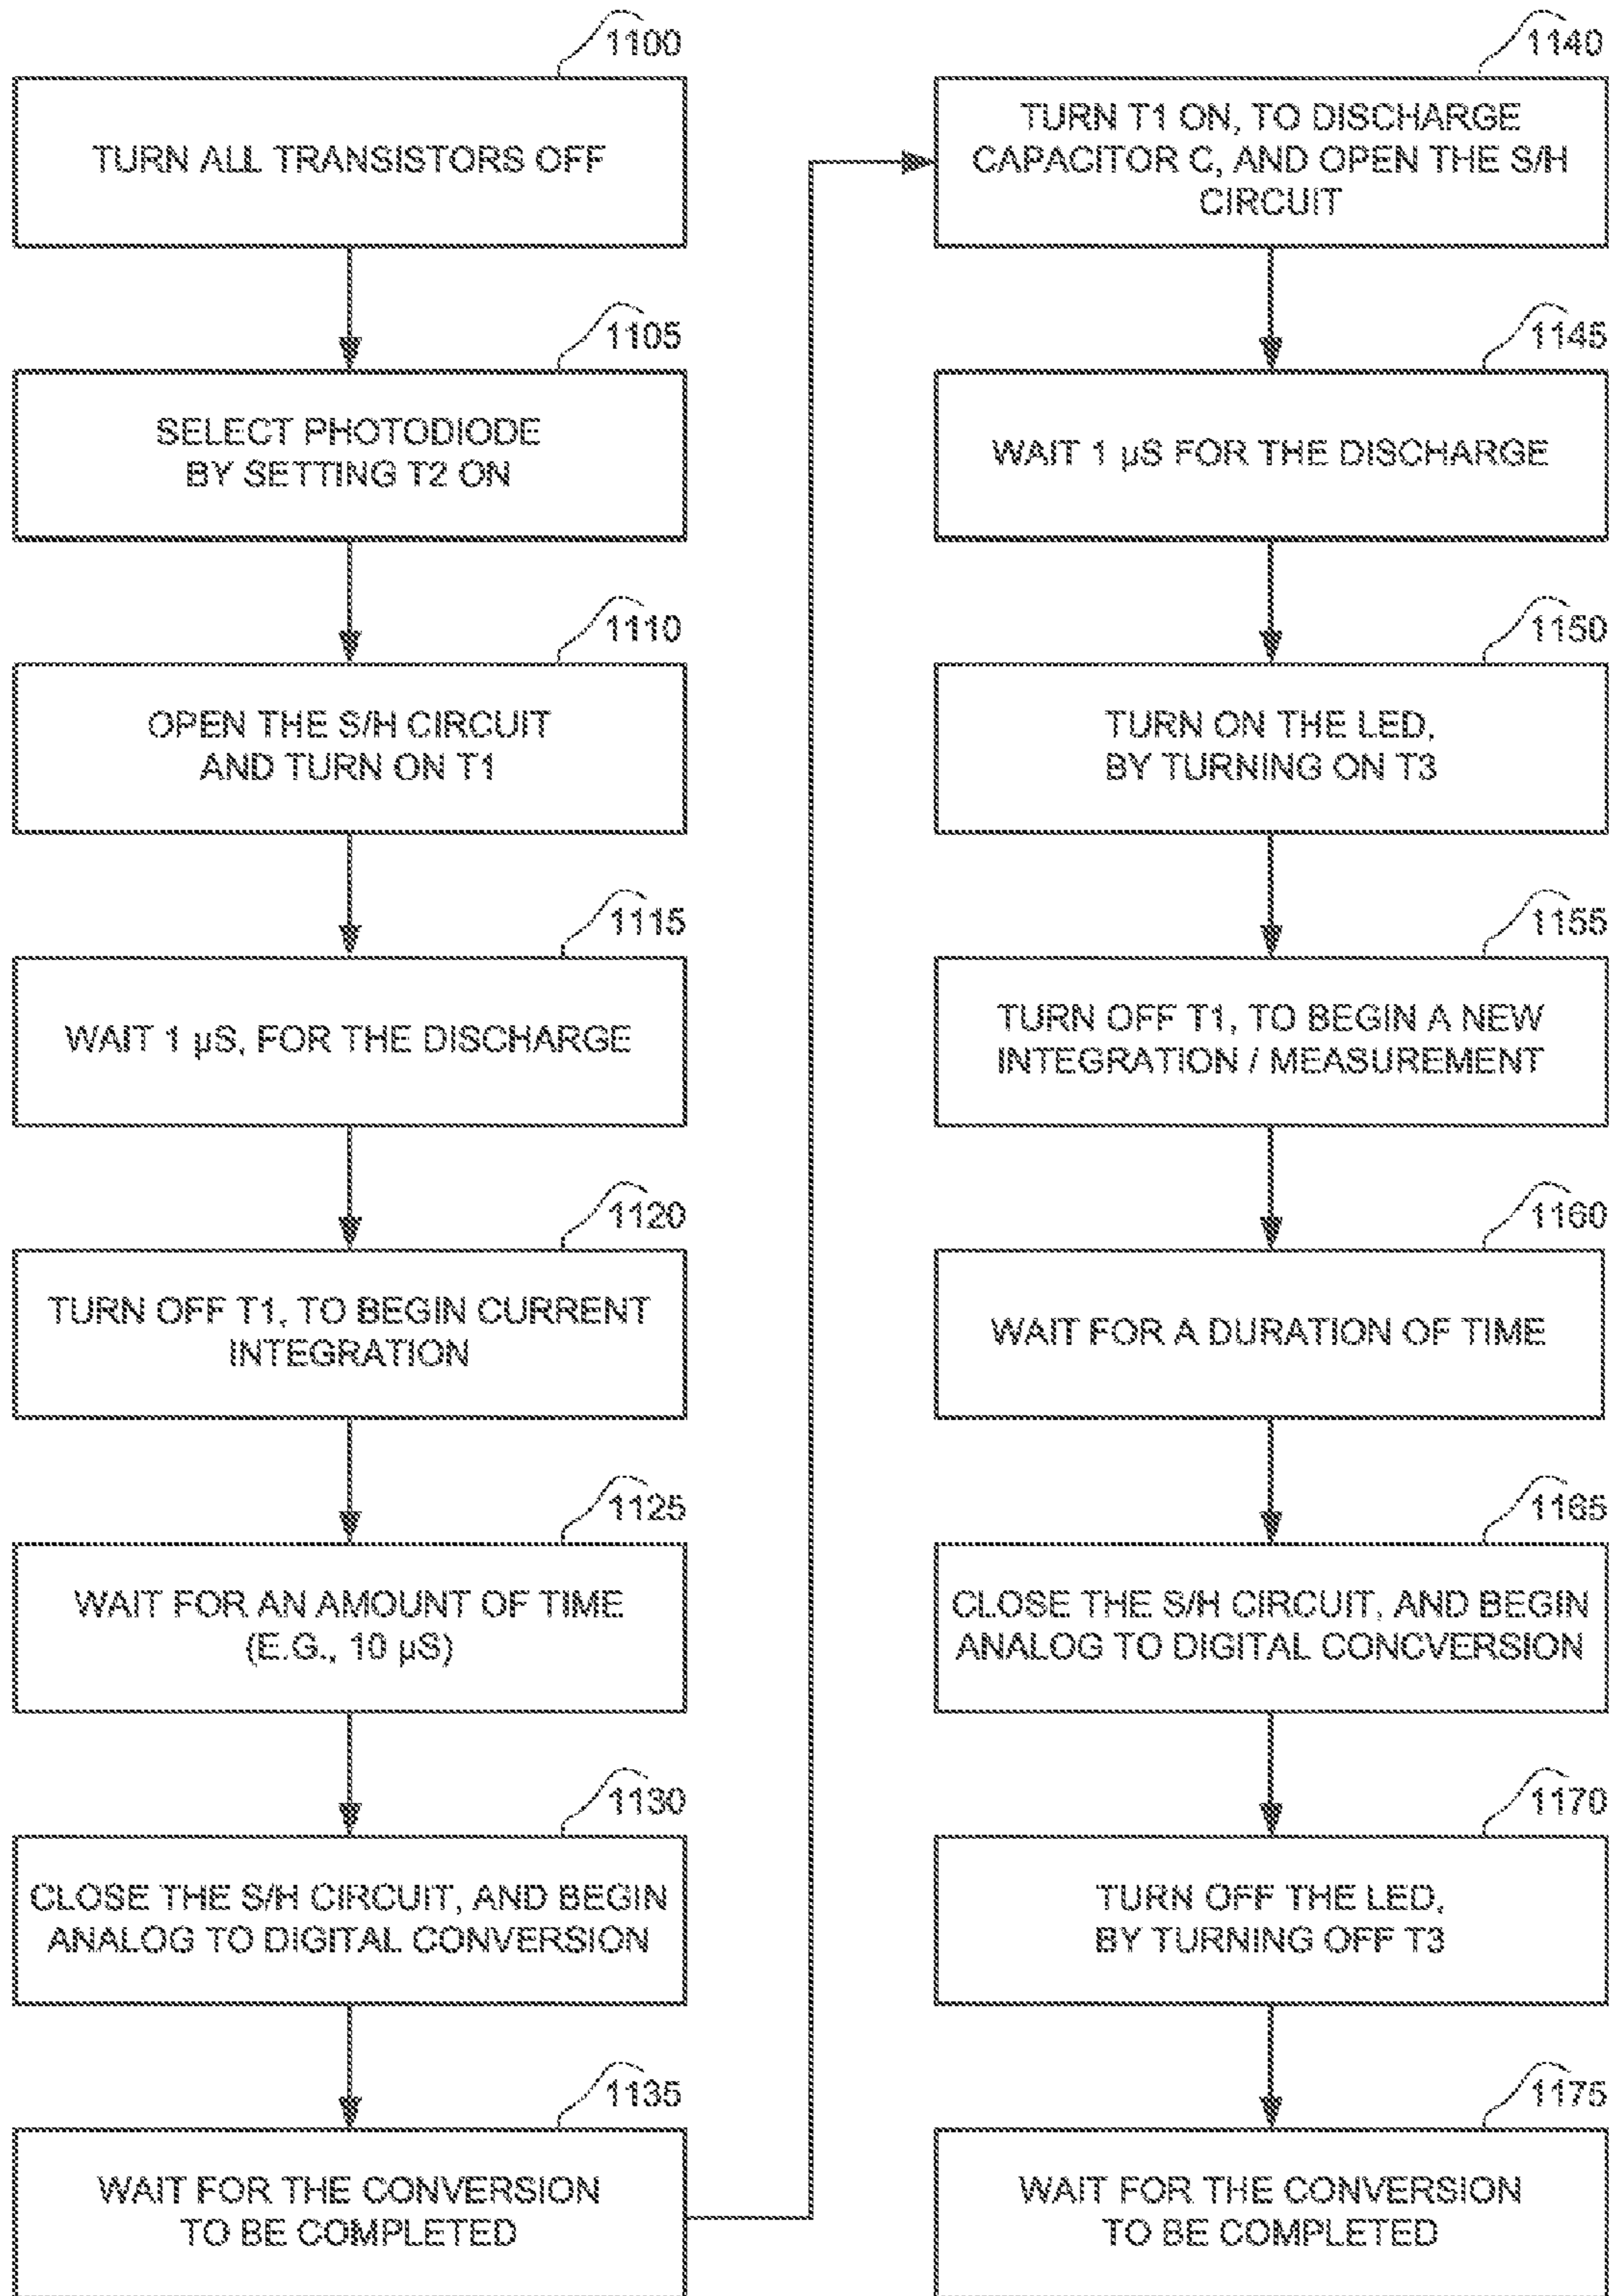 1100
TURN ALL TRANSISTORS OFF
1105
SELECT PHOTODIODE
BY SETTING T2 ON
1110
OPEN THE S/H CIRCUIT
AND TURN ON T1
1115
WAIT 1 µS, FOR THE DISCHARGE
1120
TURN OFF T1, TO BEGIN CURRENT
INTEGRATION
1125
WAIT FOR AN AMOUNT OF TIME
(E.G., 10 µS)
1130
CLOSE THE S/H CIRCUIT, AND BEGIN
ANALOG TO DIGITAL CONVERSION
1135
WAIT FOR THE CONVERSION
TO BE COMPLETED
1140
TURN T1 ON, TO DISCHARGE
CAPACITOR C, AND OPEN THE S/H
CIRCUIT
1145
WAIT 1 µS FOR THE DISCHARGE
1150
TURN ON THE LED,
BY TURNING ON T3
1155
TURN OFF T1, TO BEGIN A NEW
INTEGRATION / MEASUREMENT
1160
WAIT FOR A DURATION OF TIME
1165
CLOSE THE S/H CIRCUIT, AND BEGIN
ANALOG TO DIGITAL CONCVERSION
1170
TURN OFF THE LED,
BY TURNING OFF T3
1175
WAIT FOR THE CONVERSION
TO BE COMPLETED